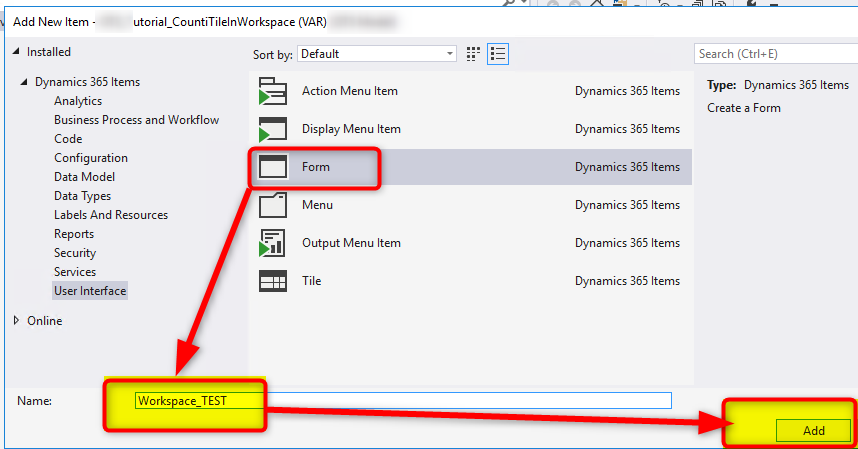 Add New Item - utorial_CountiTileInWorkspace (VAR)
Installed
Sort by: Default
Search (Ctrl+E)
Dynamics 365 Items
Analytics
Business Process and Workflow
Code
Configuration
Data Model
Data Types
Labels And Resources
Reports
Security
Services
User Interface
Online
Action Menu Item Dynamics 365 Items
Display Menu Item Dynamics 365 Items
Form Dynamics 365 Items
Menu Dynamics 365 Items
Output Menu Item Dynamics 365 Items
Tile Dynamics 365 Items
Type: Dynamics 365 Items
Create a Form
Name: Workspace_TEST
Add